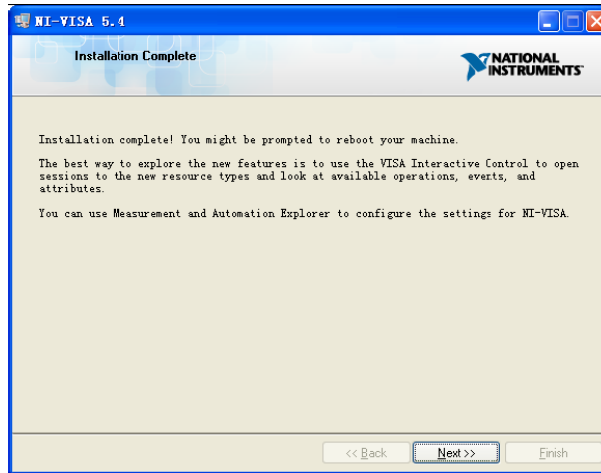 NI-VISA 5.4
Installation Complete
NATIONAL
INSTRUMENTS
Installation complete! You might be prompted to reboot your machine.
The best way to explore the new features is to use the VISA Interactive Control to open
sessions to the new resource types and look at available operations, events, and
attributes.
You can use Measurement and Automation Explorer to configure the settings for NI-VISA.
<< Back
Next >>
Finish